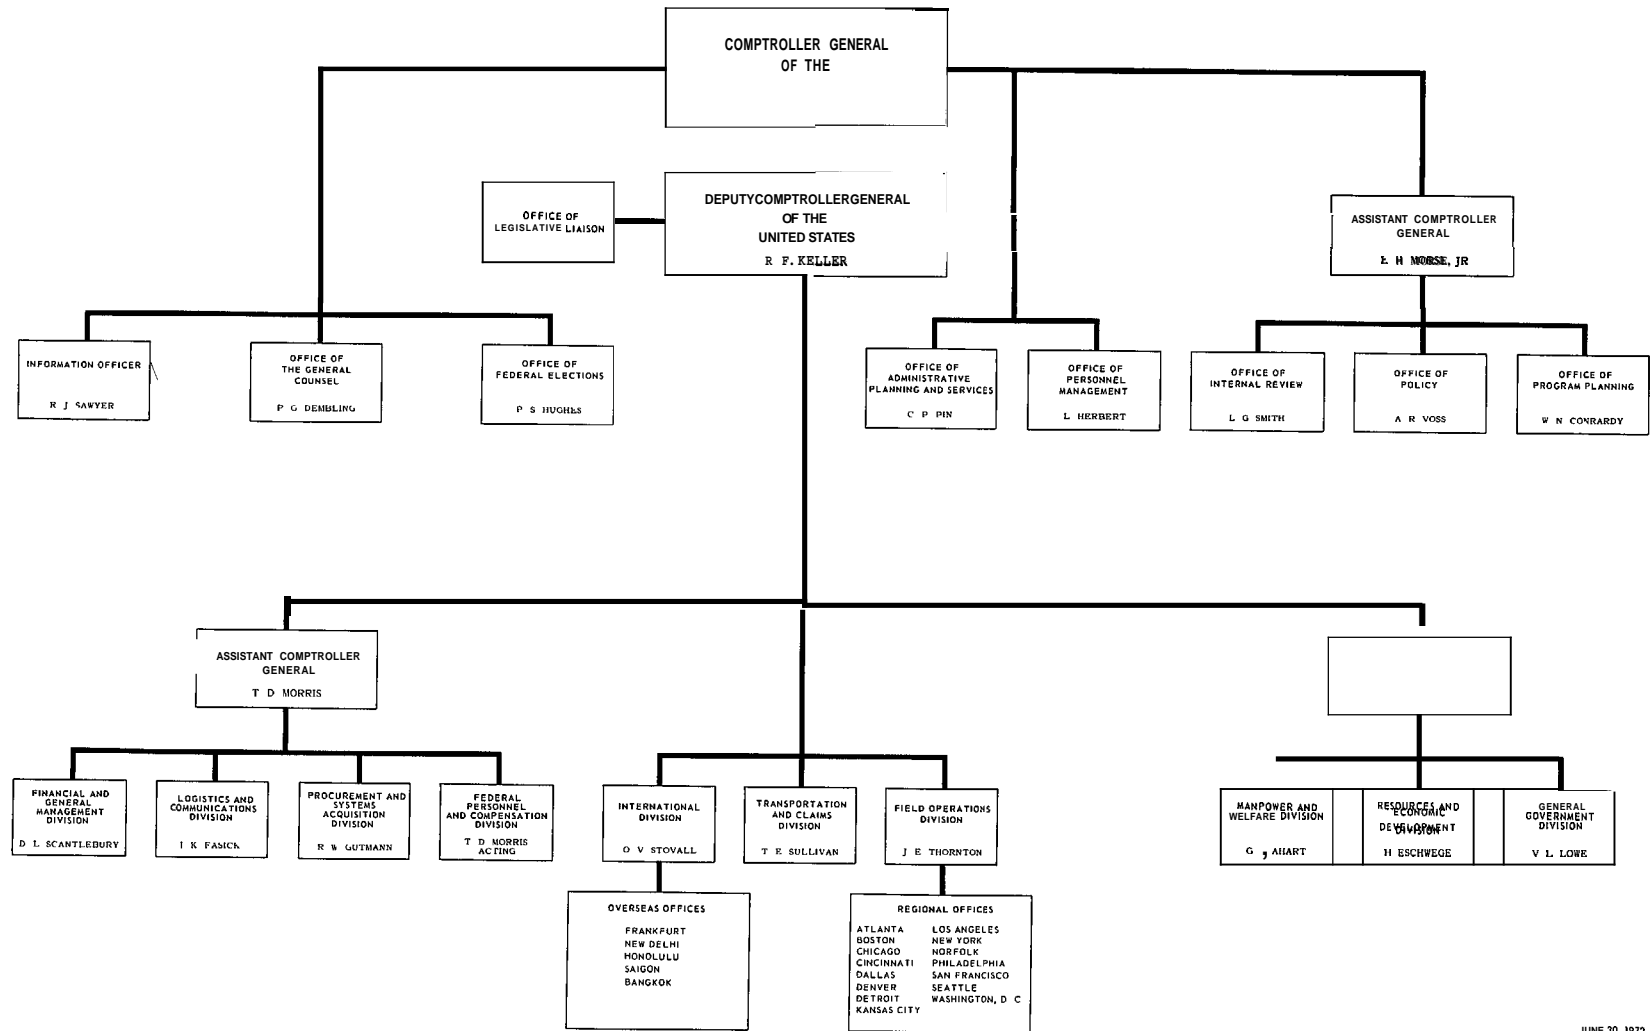 COMPTROLLER GENERAL
OF THE
DEPUTYCOMPTROLLERGENERAL
OF THE
UNITED STATES
R F. KELLER
OFFICE OF
LEGISLATIVE LIAISON
ASSISTANT COMPTROLLER
GENERAL
E H MORSE, JR
INFORMATION OFFICER
R J SAWYER
OFFICE OF
THE GENERAL
COUNSEL
P G DEMBLING
OFFICE OF
FEDERAL ELECTIONS
P S HUGHES
OFFICE OF
ADMINISTRATIVE
PLANNING AND SERVICES
C P PIN
OFFICE OF
PERSONNEL
MANAGEMENT
L HERBERT
OFFICE OF
INTERNAL REVIEW
L G SMITH
OFFICE OF
POLICY
A R VOSS
OFFICE OF
PROGRAM PLANNING
W N CONRARDY
ASSISTANT COMPTROLLER
GENERAL
T D MORRIS
FINANCIAL AND
GENERAL
MANAGEMENT
DIVISION
D L SCANTLEBURY
LOGISTICS AND
COMMUNICATIONS
DIVISION
J K FASICK
PROCUREMENT AND
SYSTEMS
ACQUISITION
DIVISION
R W GUTMANN
FEDERAL
PERSONNEL
AND COMPENSATION
DIVISION
T D MORRIS
ACTING
INTERNATIONAL
DIVISION
O V STOVALL
TRANSPORTATION
AND CLAIMS
DIVISION
T E SULLIVAN
FIELD OPERATIONS
DIVISION
J E THORNTON
MANPOWER AND
WELFARE DIVISION
G , AHART
RESOURCES AND
ECONOMIC
DEVELOPMENT
DIVISION
H ESCHWEGE
GENERAL
GOVERNMENT
DIVISION
V L LOWE
OVERSEAS OFFICES
FRANKFURT
NEW DELHI
HONOLULU
SAIGON
BANGKOK
REGIONAL OFFICES
ATLANTA LOS ANGELES
BOSTON NEW YORK
CHICAGO NORFOLK
CINCINNATI PHILADELPHIA
DALLAS SAN FRANCISCO
DENVER SEATTLE
DETROIT WASHINGTON, D C
KANSAS CITY
JUNE 30, 1972